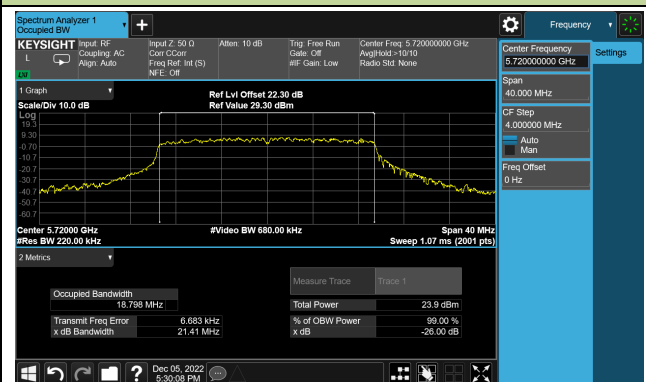 Spectrum Analyzer 1
Occupied BW
Frequency
KEYSIGHT
L
LXI
Input: RF
Coupling: AC
Align: Auto
Input Z: 50 Ω
Corr CCorr
Freq Ref: Int (S)
NFE: Off
Atten: 10 dB
Trig: Free Run
Gate: Off
#IF Gain: Low
Center Freq: 5.720000000 GHz
Avg|Hold:>10/10
Radio Std: None
Center Frequency
5.720000000 GHz
Settings
Span
40.000 MHz
CF Step
4.000000 MHz
Auto
Man
Freq Offset
0 Hz
1 Graph
Scale/Div 10.0 dB
Ref Lvl Offset 22.30 dB
Ref Value 29.30 dBm
Log
19.3
9.30
-0.70
-10.7
-20.7
-30.7
-40.7
-50.7
-60.7
Center 5.72000 GHz
#Video BW 680.00 kHz
Span 40 MHz
#Res BW 220.00 kHz
Sweep 1.07 ms (2001 pts)
2 Metrics
Measure Trace
Trace 1
Occupied Bandwidth
18.798 MHz
Total Power
23.9 dBm
Transmit Freq Error
6.683 kHz
% of OBW Power
99.00 %
x dB Bandwidth
21.41 MHz
x dB
-26.00 dB
?
Dec 05, 2022
5:30:08 PM